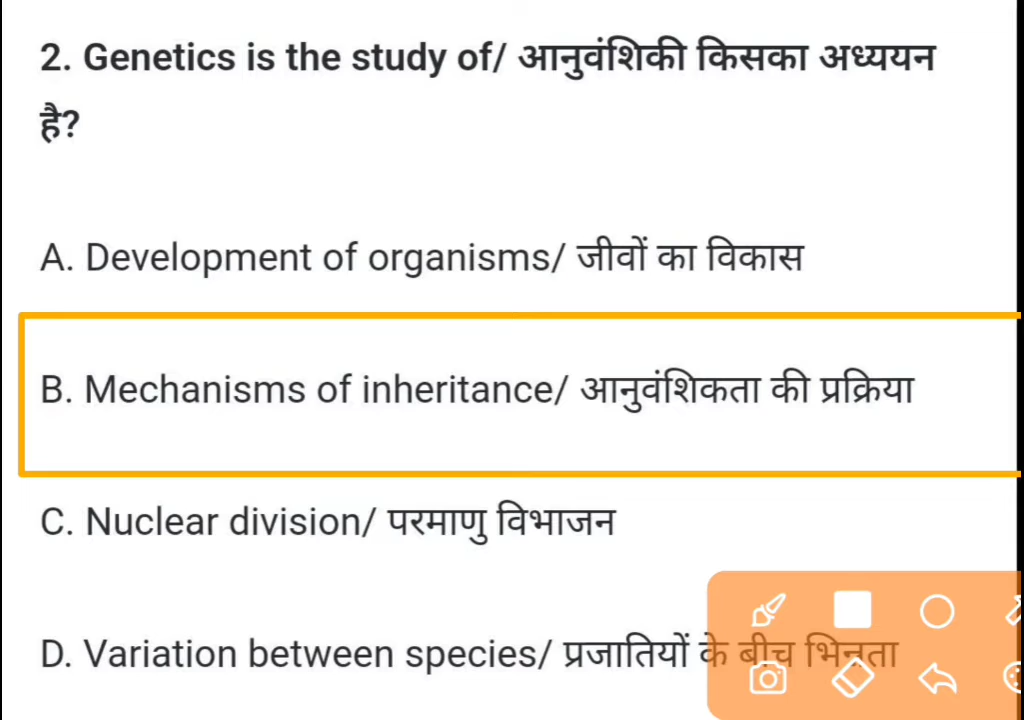 2. Genetics is the study of/ आनुवंशिकी किसका अध्ययन
है?
A. Development of organisms/ जीवों का विकास
B. Mechanisms of inheritance/ आनुवंशिकता की प्रक्रिया
C. Nuclear division/ परमाणु विभाजन
D. Variation between species/ प्रजातियों के बीच भिन्नता